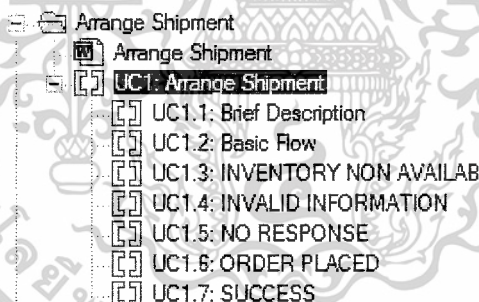 Arrange Shipment
Arrange Shipment
UC1: Arrange Shipment
UC1.1: Brief Description
UC1.2: Basic Flow
UC1.3: INVENTORY NON AVAILAB
UC1.4: INVALID INFORMATION
UC1.5: NO RESPONSE
UC1.6: ORDER PLACED
UC1.7: SUCCESS